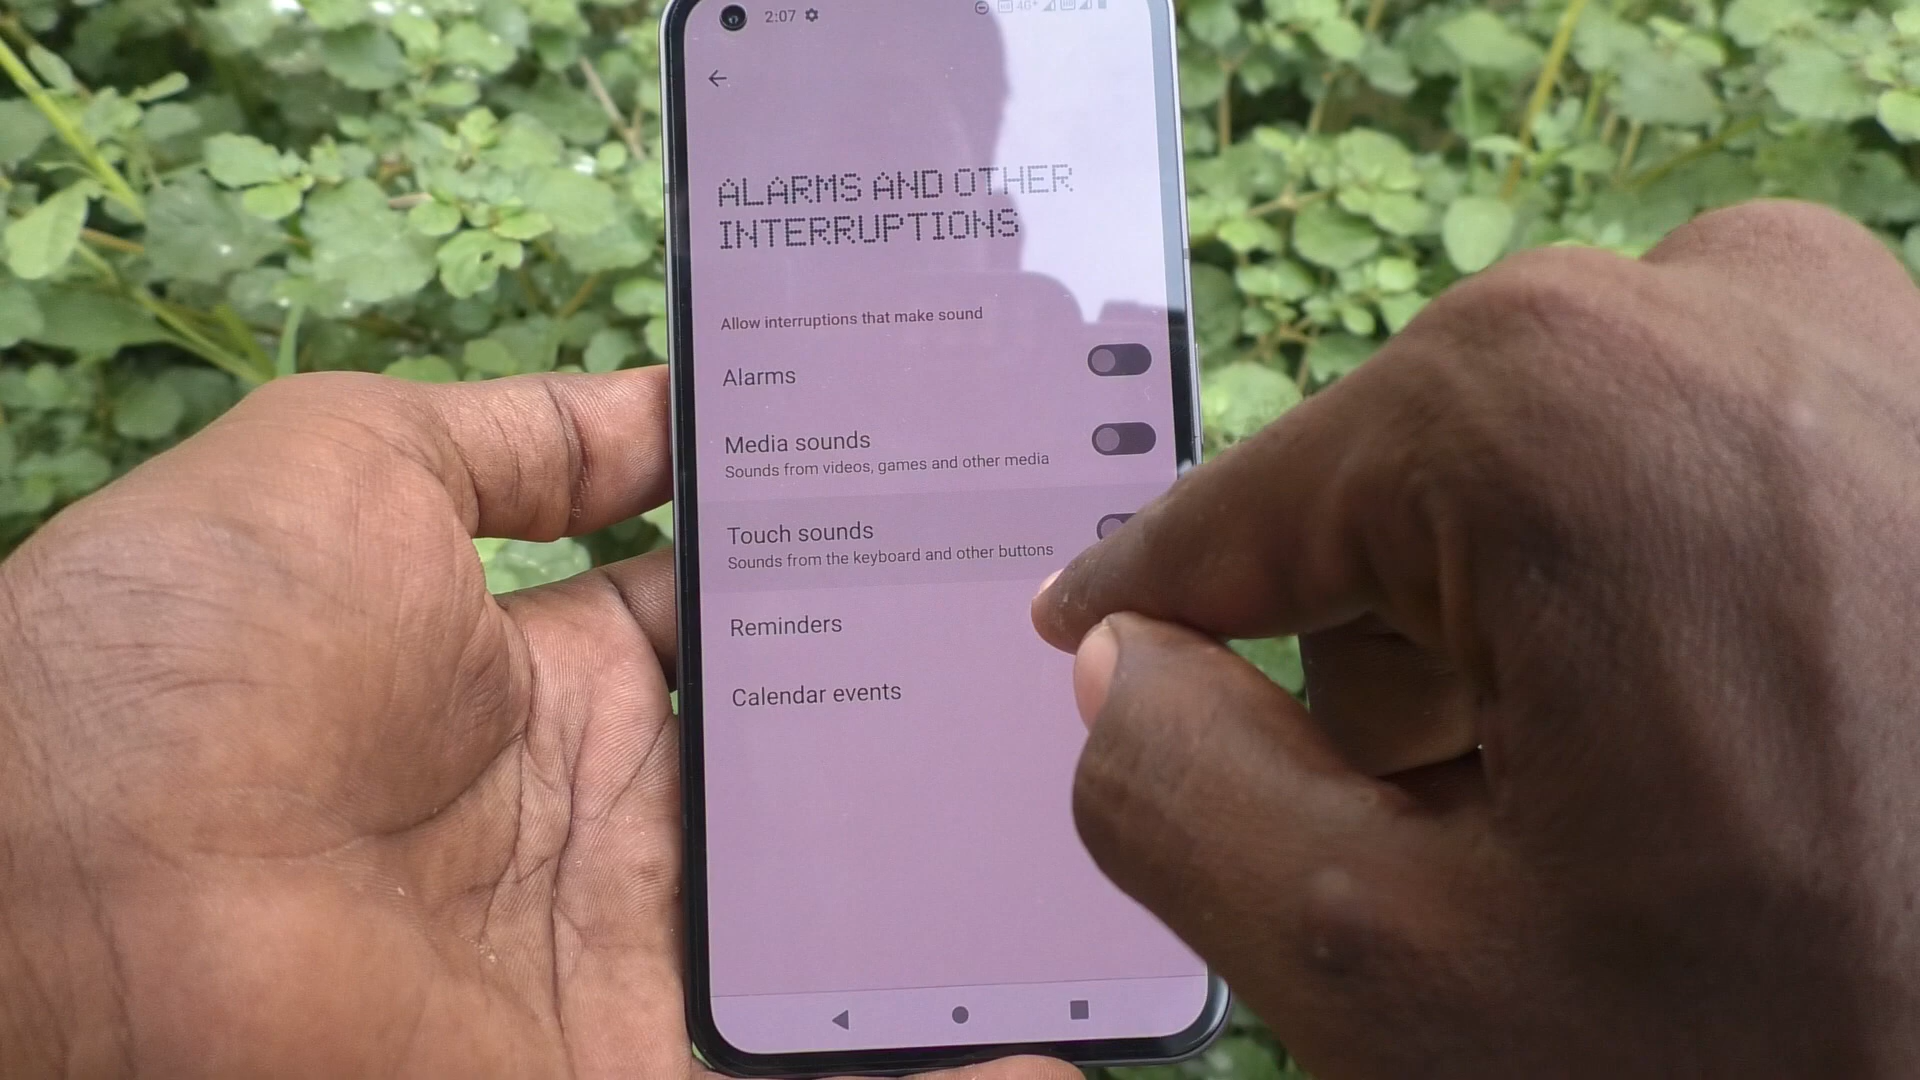 2:07
4G+
ALARMS AND OTHER
INTERRUPTIONS
Allow interruptions that make sound
Alarms
Media sounds
Sounds from videos, games and other media
Touch sounds
Sounds from the keyboard and other buttons
Reminders
Calendar events